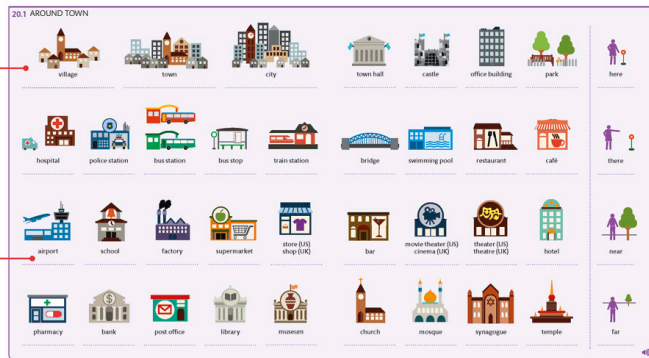 20.1 AROUND TOWN
village town city town hall castle office building park here
hospital police station bus station bus stop train station bridge swimming pool restaurant café there
airport school factory supermarket store (US) shop (UK) bar movie theater (US) cinema (UK) theater (US) theatre (UK) hotel near
pharmacy bank post office library museum church mosque synagogue temple far